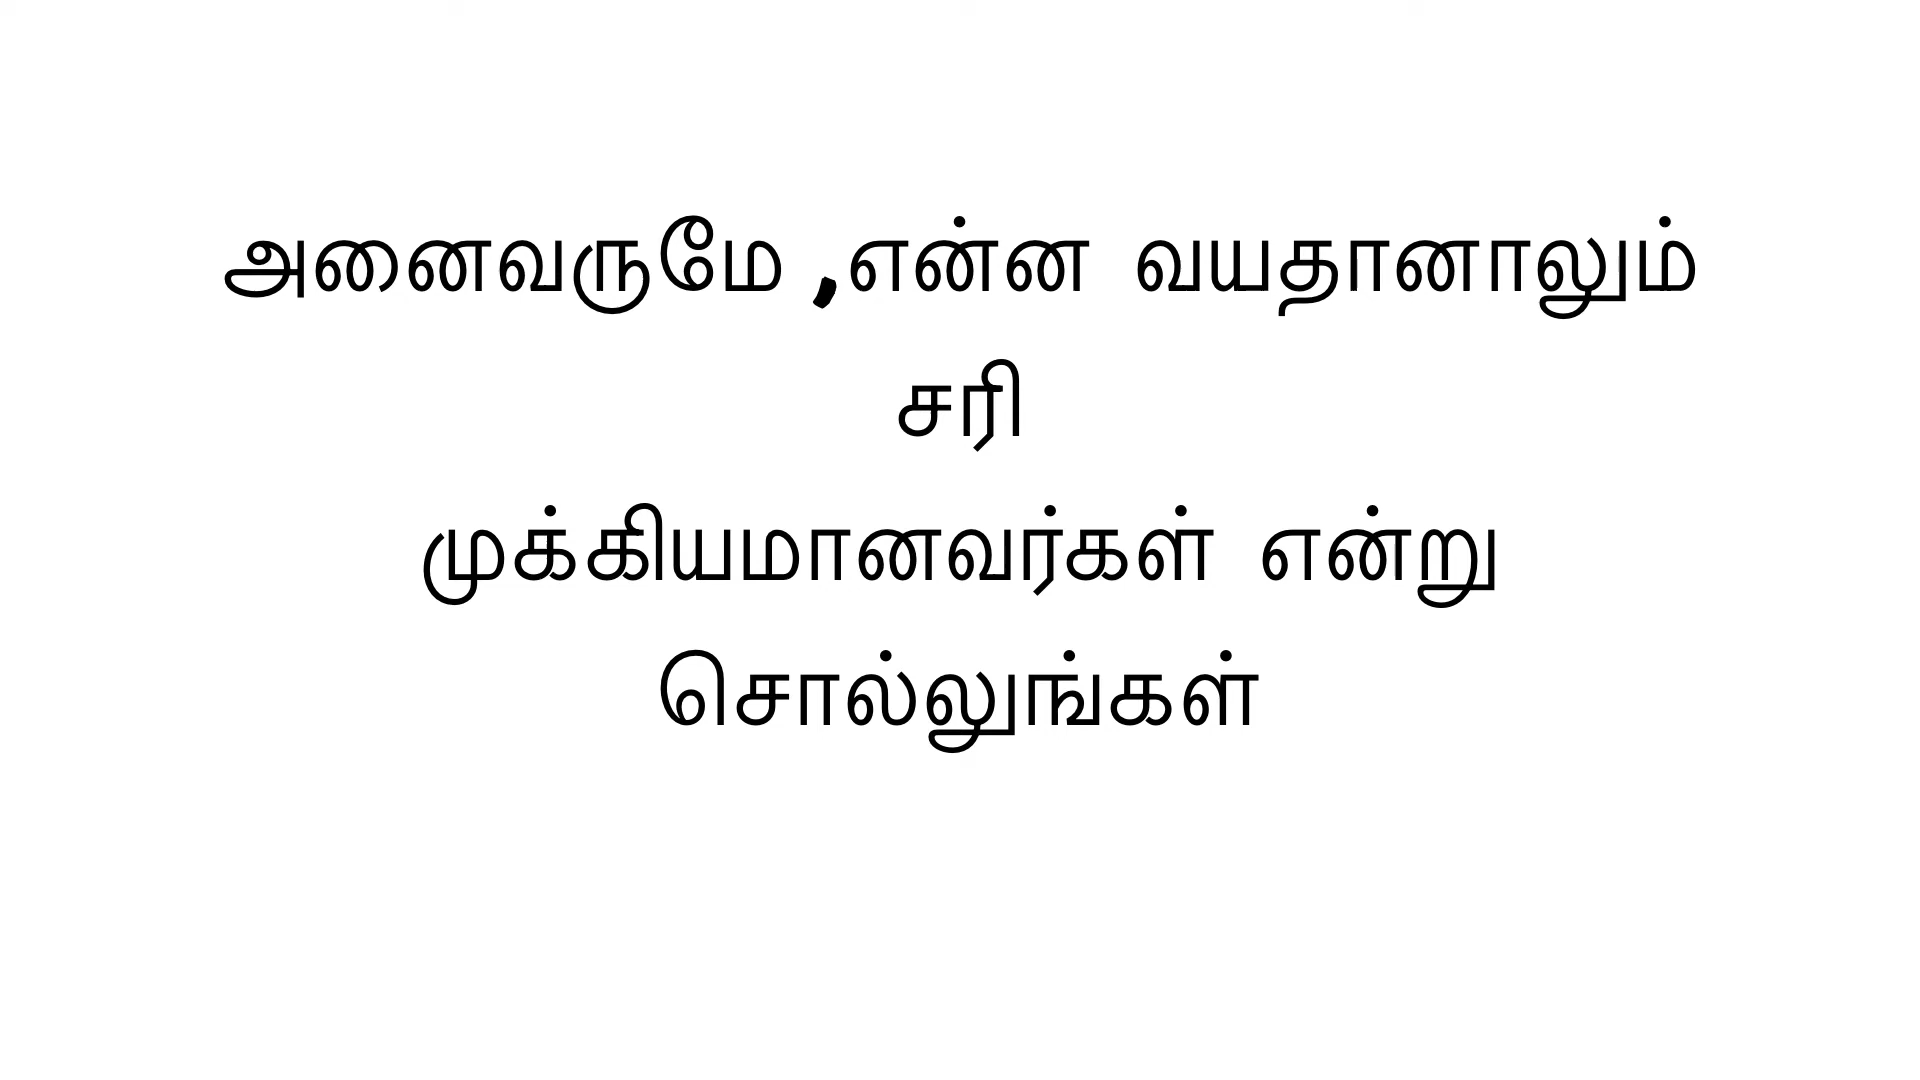 அனைவருமே ,என்ன வயதானாலும்
சரி
முக்கியமானவர்கள் என்று
சொல்லுங்கள்